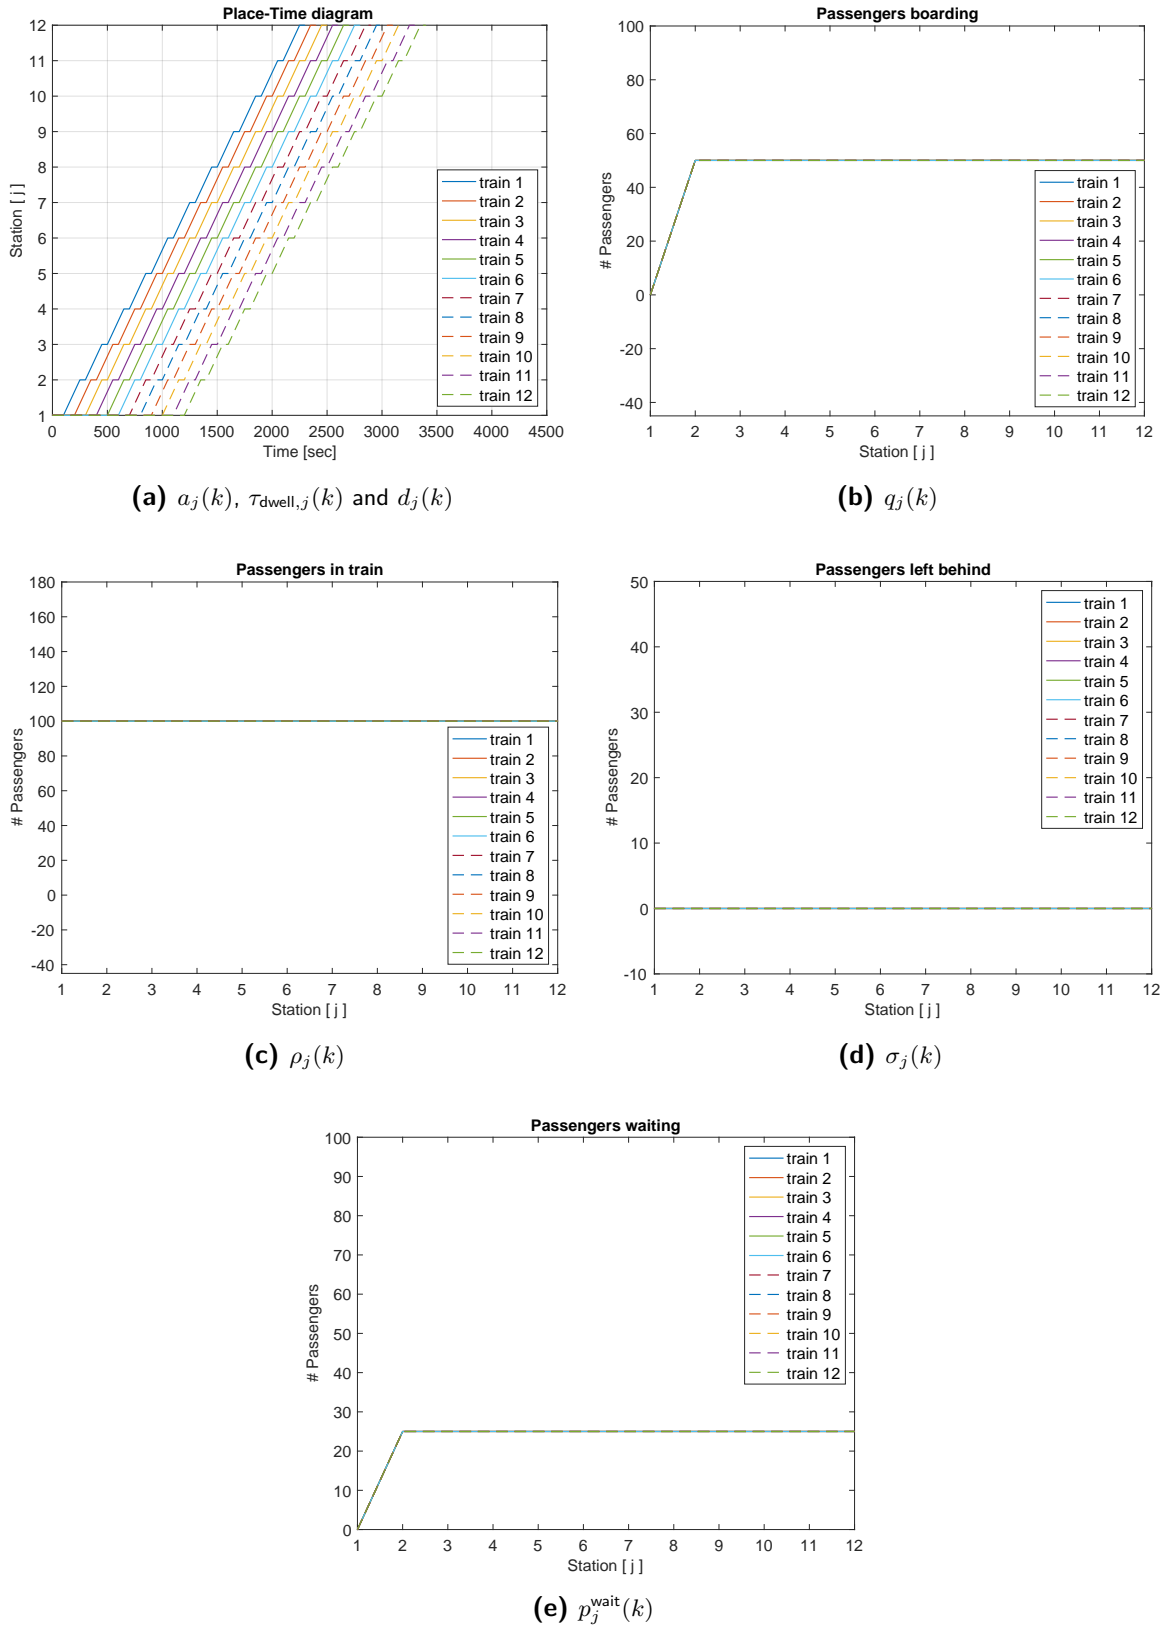 Place-Time diagram
12
11
10
9
8
7
6
5
4
3
2
1
Station [ j ]
0 500 1000 1500 2000 2500 3000 3500 4000 4500
Time [sec]
train 1
train 2
train 3
train 4
train 5
train 6
train 7
train 8
train 9
train 10
train 11
train 12
(a) $a_j(k)$, $\tau_{\text{dwell},j}(k)$ and $d_j(k)$
Passengers boarding
100
80
60
40
20
0
-20
-40
# Passengers
1 2 3 4 5 6 7 8 9 10 11 12
Station [ j ]
train 1
train 2
train 3
train 4
train 5
train 6
train 7
train 8
train 9
train 10
train 11
train 12
(b) $q_j(k)$
Passengers in train
180
160
140
120
100
80
60
40
20
0
-20
-40
# Passengers
1 2 3 4 5 6 7 8 9 10 11 12
Station [ j ]
train 1
train 2
train 3
train 4
train 5
train 6
train 7
train 8
train 9
train 10
train 11
train 12
(c) $\rho_j(k)$
Passengers left behind
50
40
30
20
10
0
-10
# Passengers
1 2 3 4 5 6 7 8 9 10 11 12
Station [ j ]
train 1
train 2
train 3
train 4
train 5
train 6
train 7
train 8
train 9
train 10
train 11
train 12
(d) $\sigma_j(k)$
Passengers waiting
100
90
80
70
60
50
40
30
20
10
0
# Passengers
1 2 3 4 5 6 7 8 9 10 11 12
Station [ j ]
train 1
train 2
train 3
train 4
train 5
train 6
train 7
train 8
train 9
train 10
train 11
train 12
(e) $p_j^{\text{wait}}(k)$